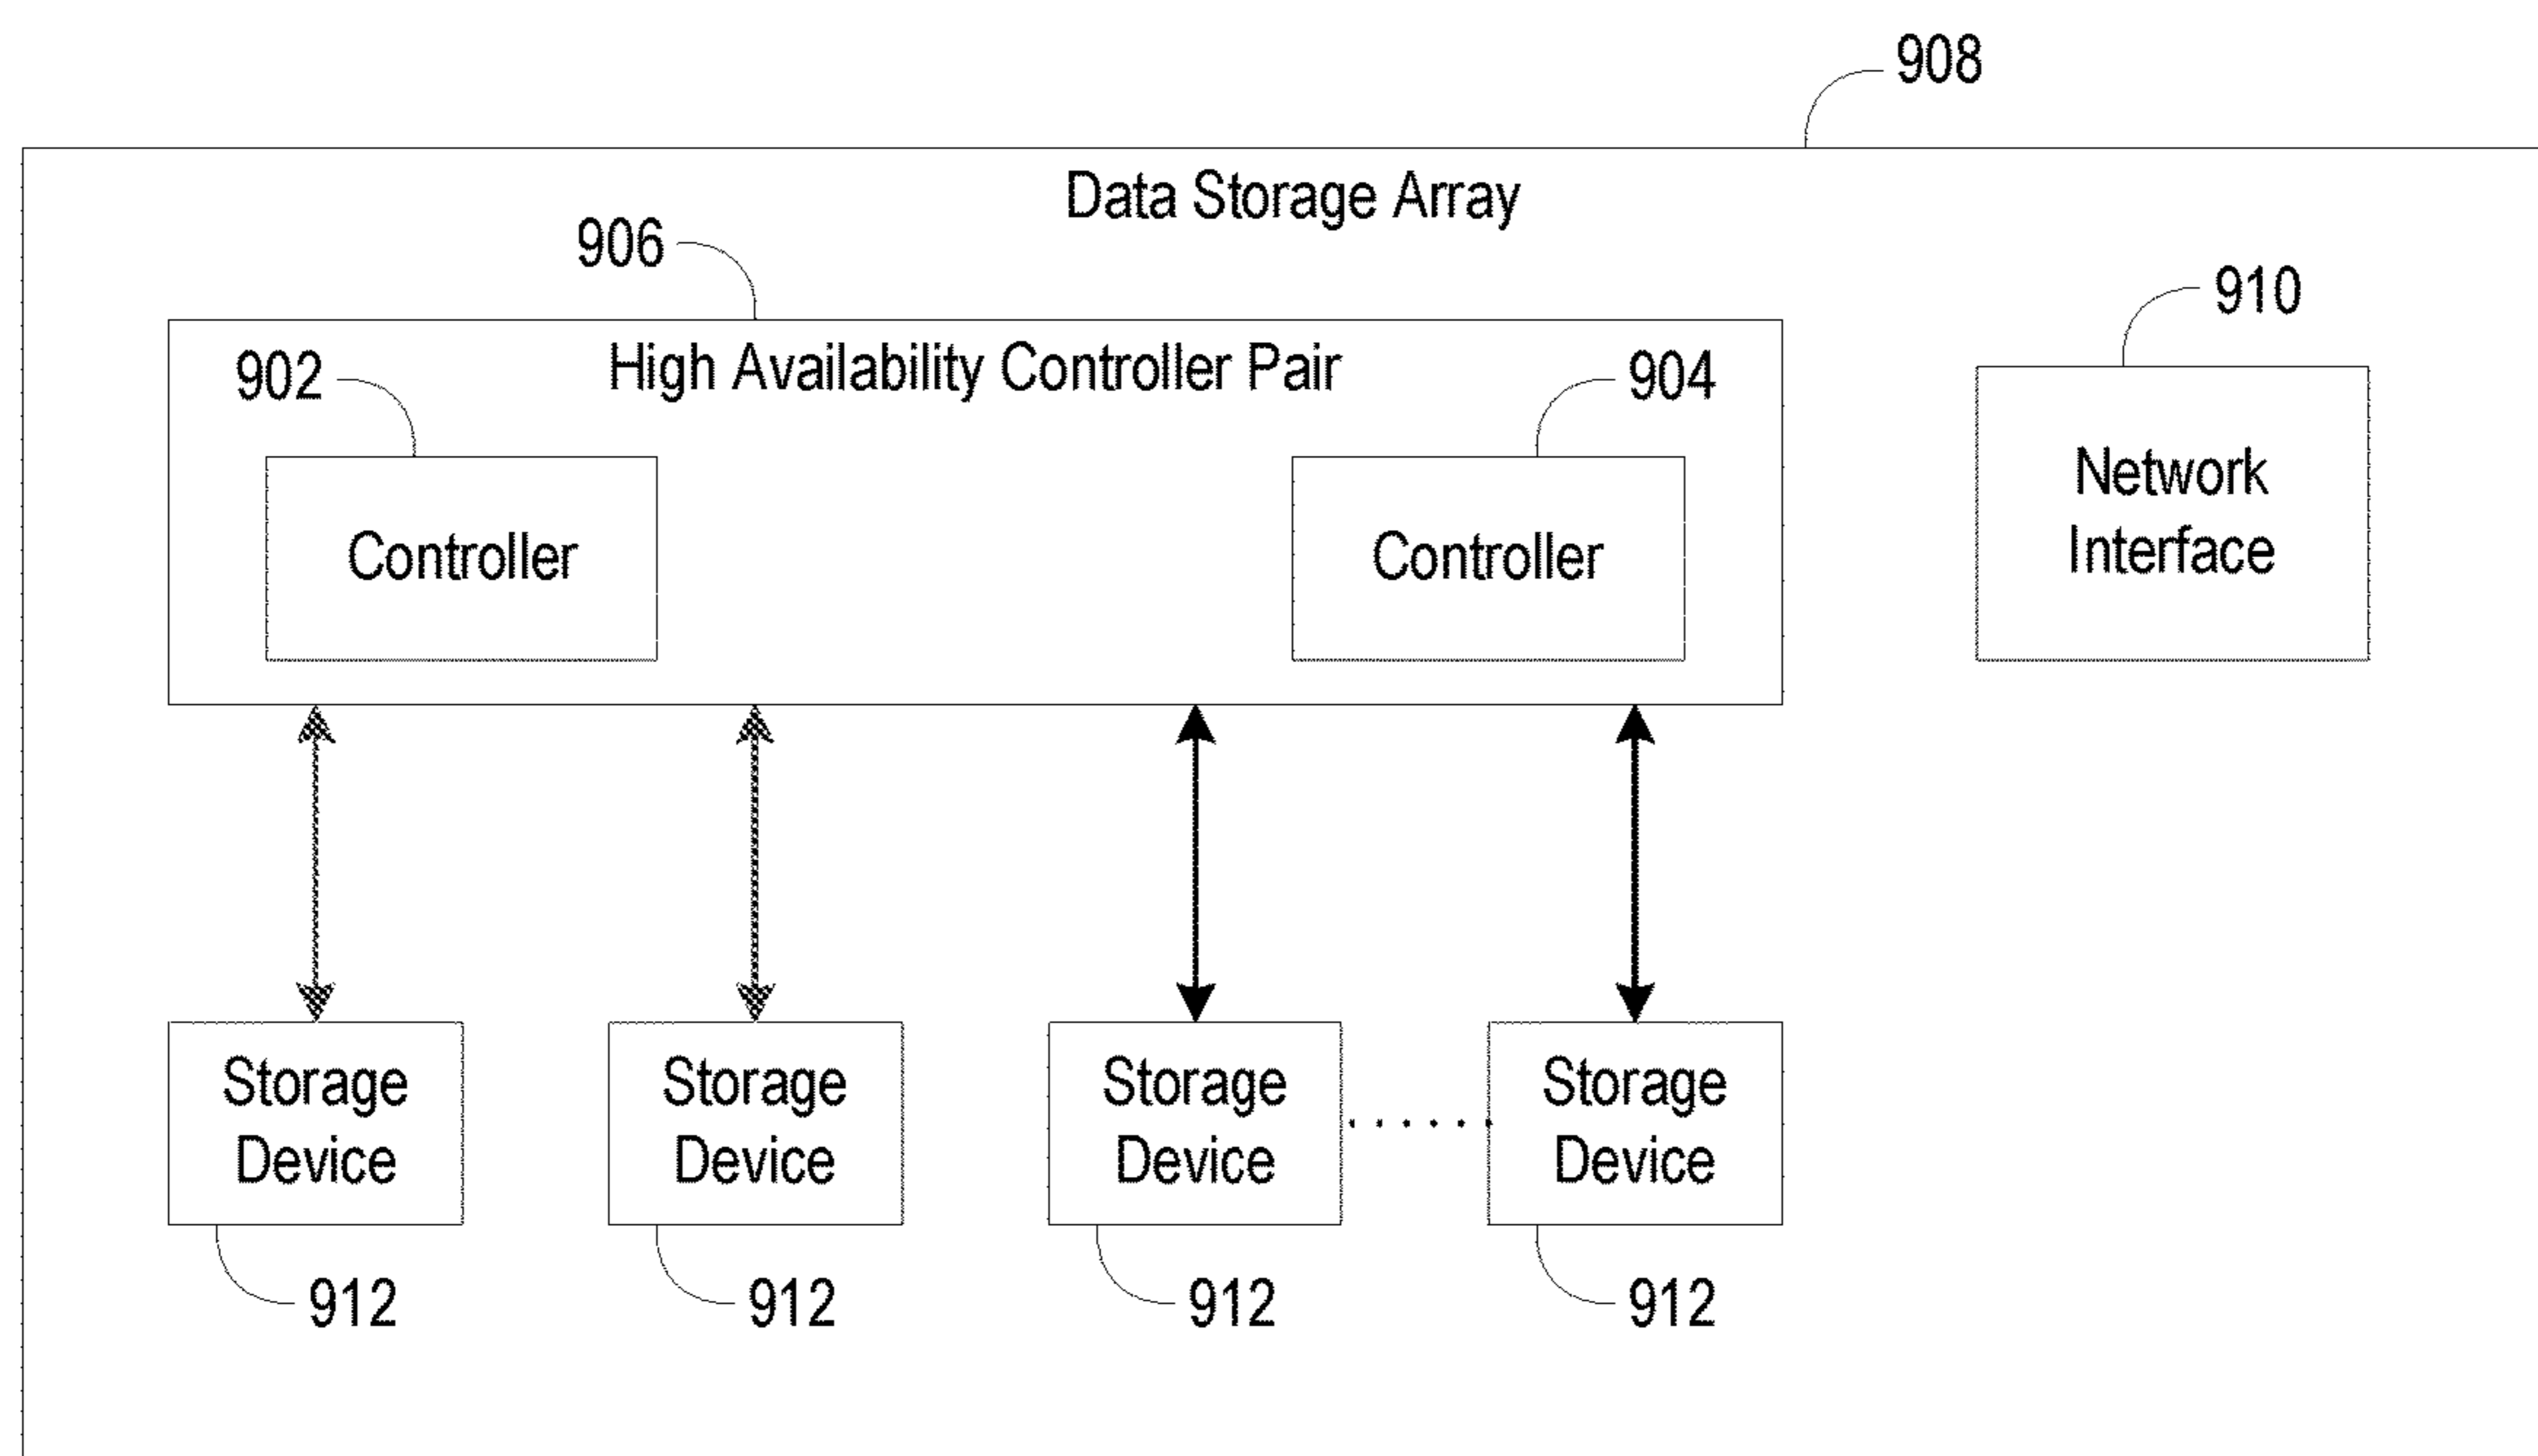 908
Data Storage Array
906
910
High Availability Controller Pair
902
904
Controller
Controller
Network
Interface
Storage
Device
Storage
Device
Storage
Device
Storage
Device
912
912
912
912